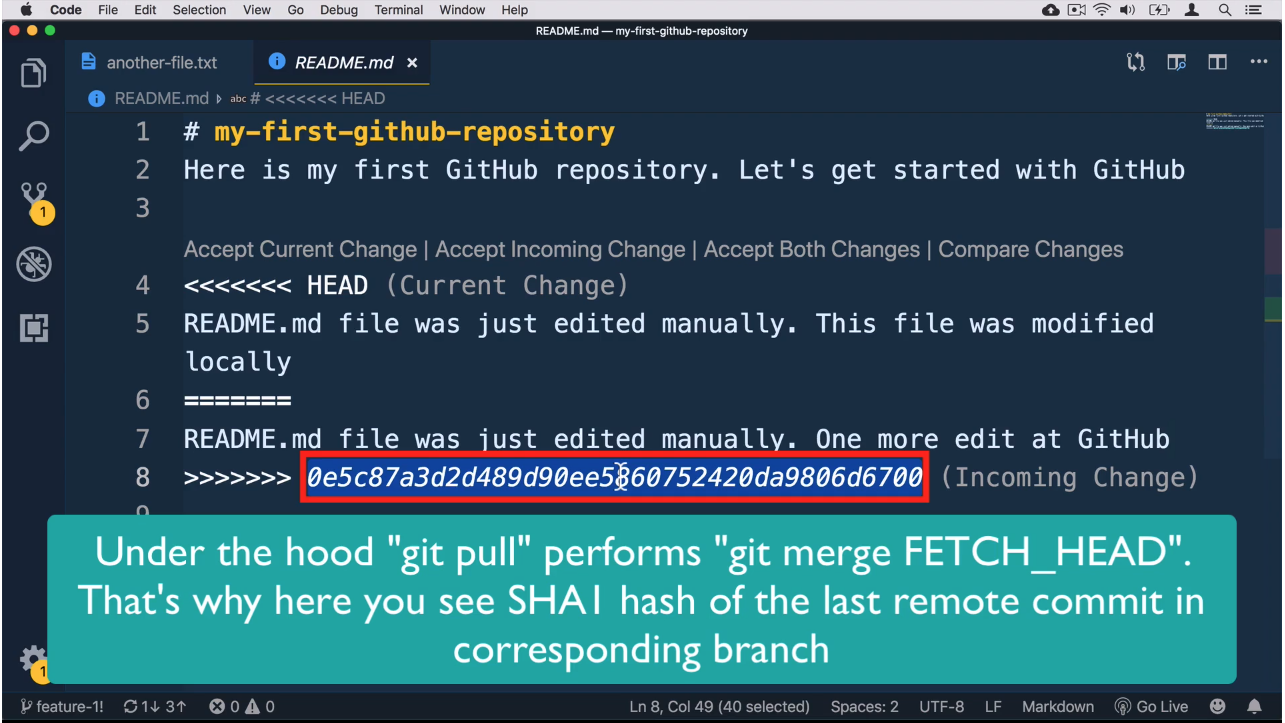 Code File Edit Selection View Go Debug Terminal Window Help
README.md — my-first-github-repository
another-file.txt README.md ×
README.md abc # <<<<<<< HEAD
1 # my-first-github-repository
2 Here is my first GitHub repository. Let's get started with GitHub
3
Accept Current Change | Accept Incoming Change | Accept Both Changes | Compare Changes
4 <<<<<<< HEAD (Current Change)
5 README.md file was just edited manually. This file was modified
locally
6 =======
7 README.md file was just edited manually. One more edit at GitHub
8 >>>>>>> 0e5c87a3d2d489d90ee5860752420da9806d6700 (Incoming Change)
9
1
Under the hood "git pull" performs "git merge FETCH_HEAD".
That's why here you see SHA1 hash of the last remote commit in
corresponding branch
1
feature-1! 1↓ 3↑ 0 0 Ln 8, Col 49 (40 selected) Spaces: 2 UTF-8 LF Markdown Go Live